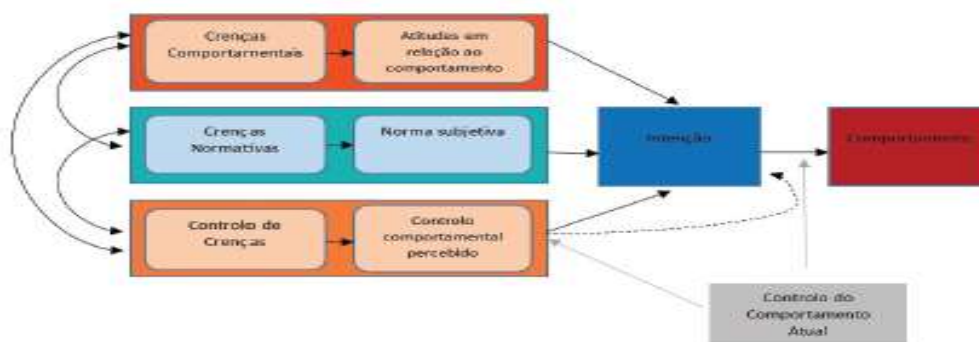 Crenças
Comportamentais
Atitudes em
relação ao
comportamento
Crenças
Normativas
Norma subjetiva
Intenção
Comportamento
Controlo de
Crenças
Controlo
comportamental
percebido
Controlo do
Comportamento
Atual